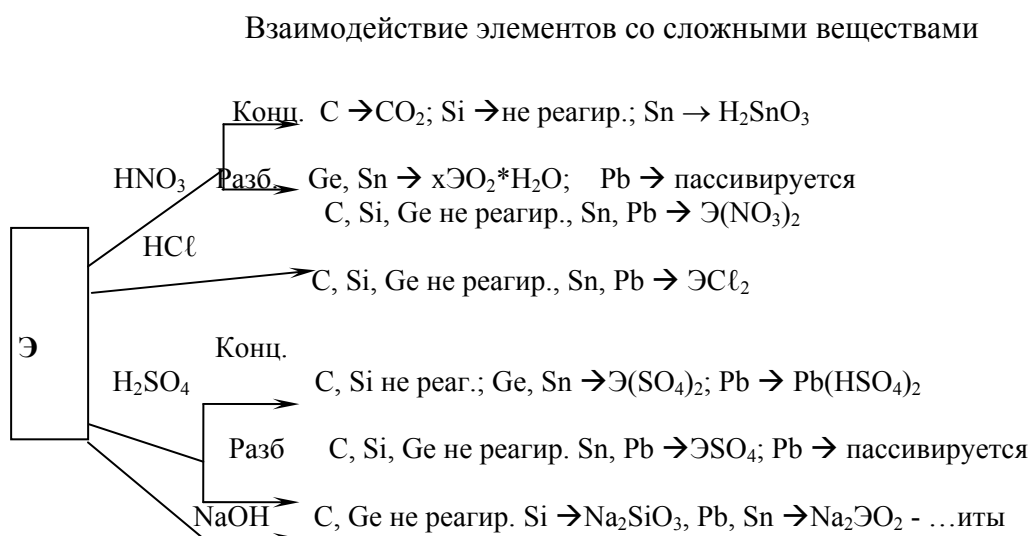 Взаимодействие элементов со сложными веществами
Конц. C →CO₂; Si →не реагир.; Sn → H₂SnO₃
HNO₃ Разб. Ge, Sn → xЭO₂*H₂O; Pb → пассивируется
C, Si, Ge не реагир., Sn, Pb → Э(NO₃)₂
HCℓ
C, Si, Ge не реагир., Sn, Pb → ЭCℓ₂
Э Конц.
H₂SO₄ C, Si не реаг.; Ge, Sn →Э(SO₄)₂; Pb → Pb(HSO₄)₂
Разб C, Si, Ge не реагир. Sn, Pb →ЭSO₄; Pb → пассивируется
NaOH C, Ge не реагир. Si →Na₂SiO₃, Pb, Sn →Na₂ЭO₂ - …иты